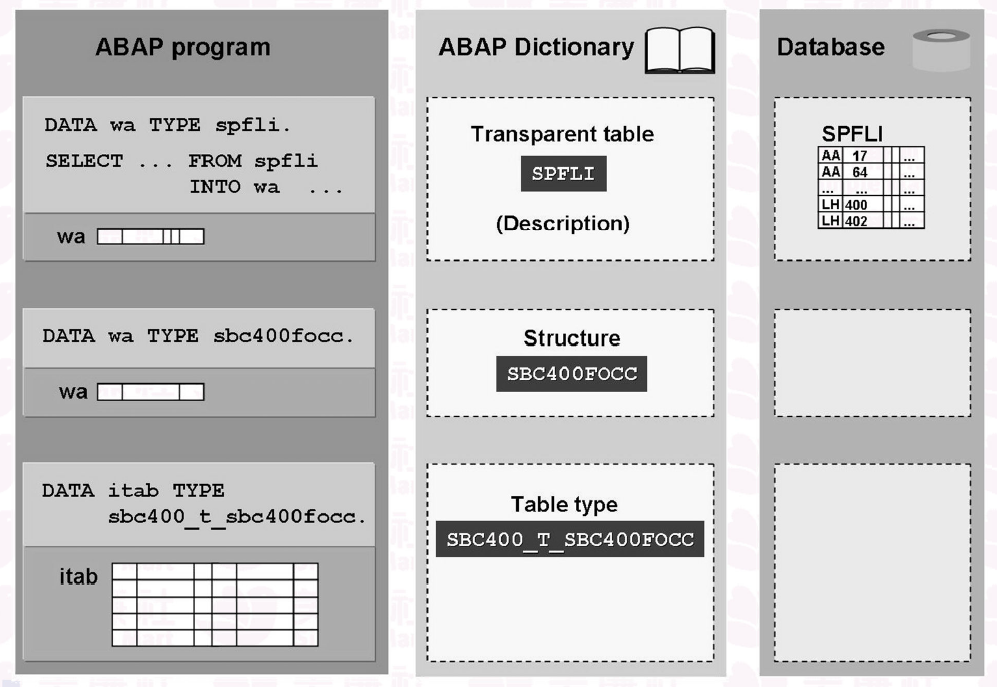 ABAP program
DATA wa TYPE spfli.
SELECT ... FROM spfli
INTO wa ...
wa
DATA wa TYPE sbc400focc.
wa
DATA itab TYPE
sbc400_t_sbc400focc.
itab
ABAP Dictionary
Transparent table
SPFLI
(Description)
Structure
SBC400FOCC
Table type
SBC400_T_SBC400FOCC
Database
SPFLI
AA 17 ...
AA 64 ...
... ... ...
LH 400 ...
LH 402 ...